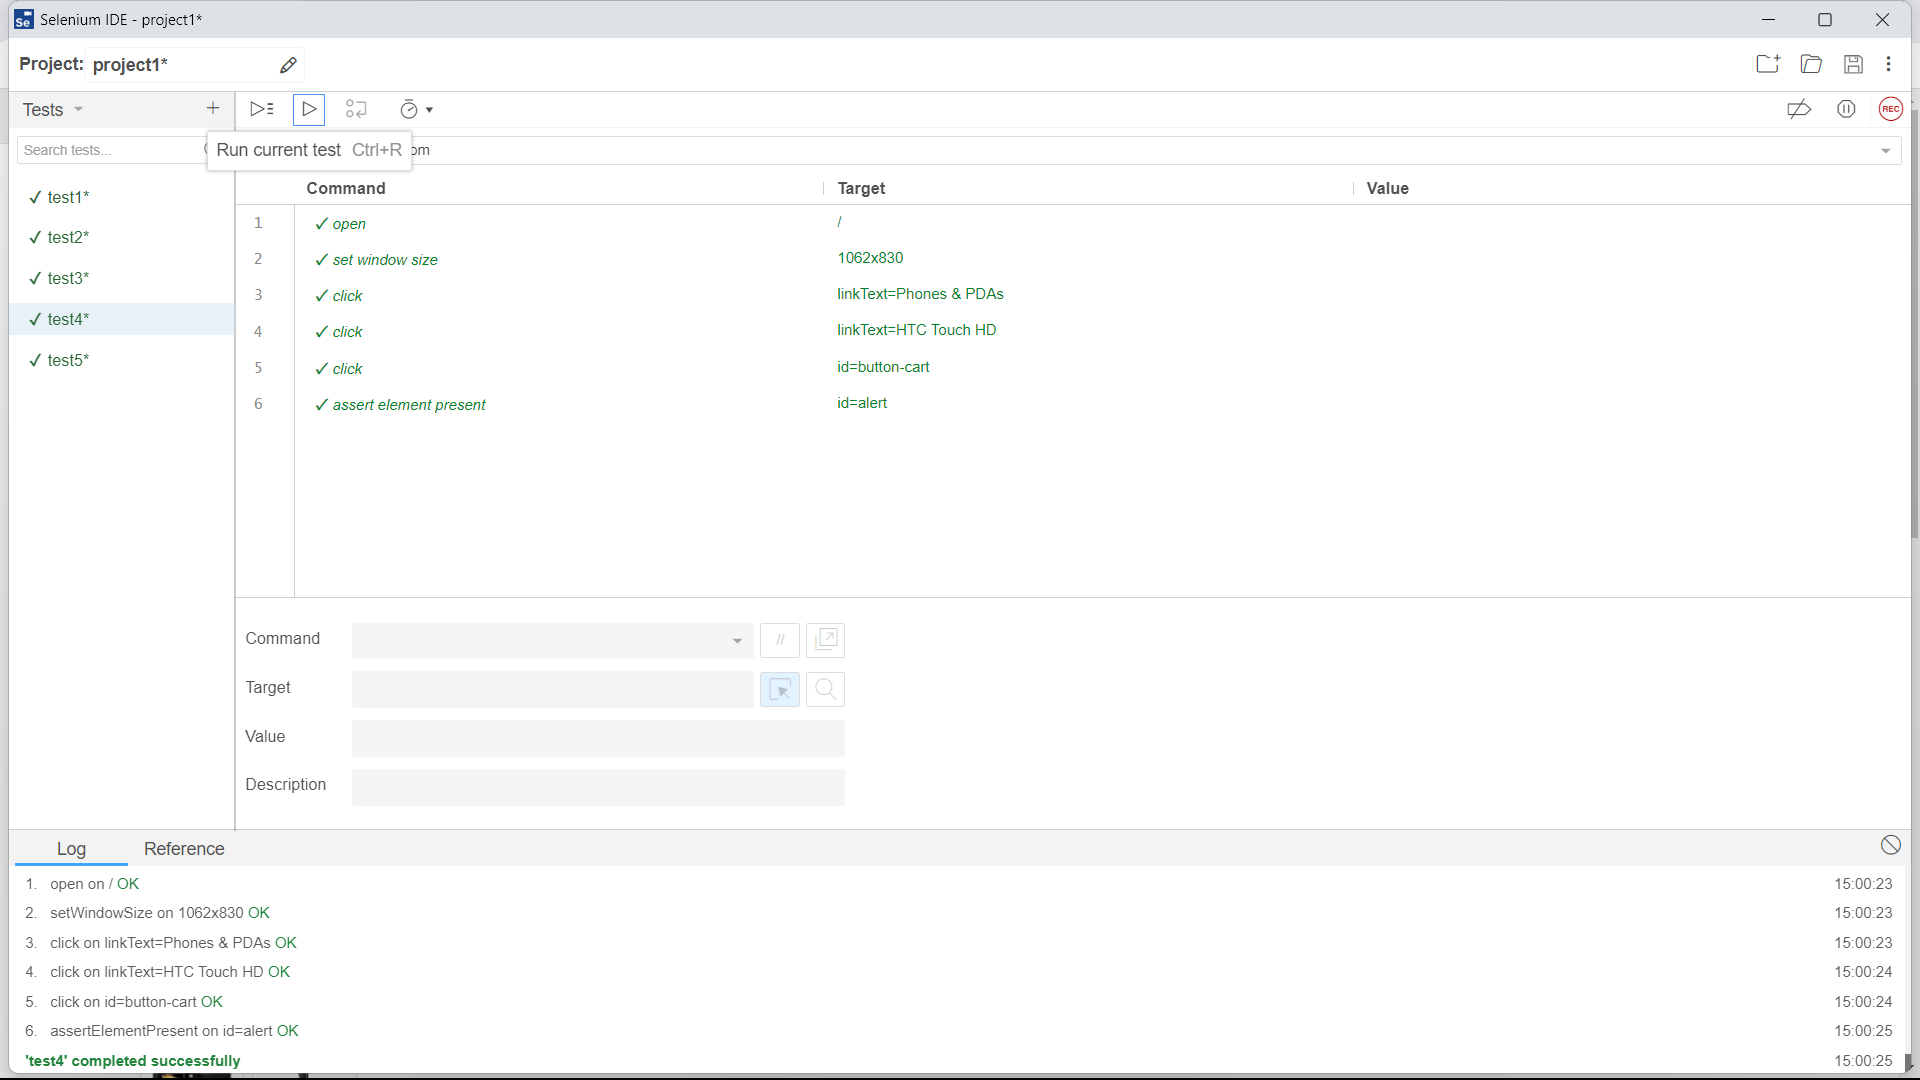 Selenium IDE - project1*
Project: project1*
Tests
REC
Search tests...
Run current test Ctrl+R
om
Command Target Value
test1*
test2*
test3*
test4*
test5*
1 open /
2 set window size 1062x830
3 click linkText=Phones & PDAs
4 click linkText=HTC Touch HD
5 click id=button-cart
6 assert element present id=alert
Command //
Target
Value
Description
Log Reference
1. open on / OK 15:00:23
2. setWindowSize on 1062x830 OK 15:00:23
3. click on linkText=Phones & PDAs OK 15:00:23
4. click on linkText=HTC Touch HD OK 15:00:24
5. click on id=button-cart OK 15:00:24
6. assertElementPresent on id=alert OK 15:00:25
'test4' completed successfully 15:00:25